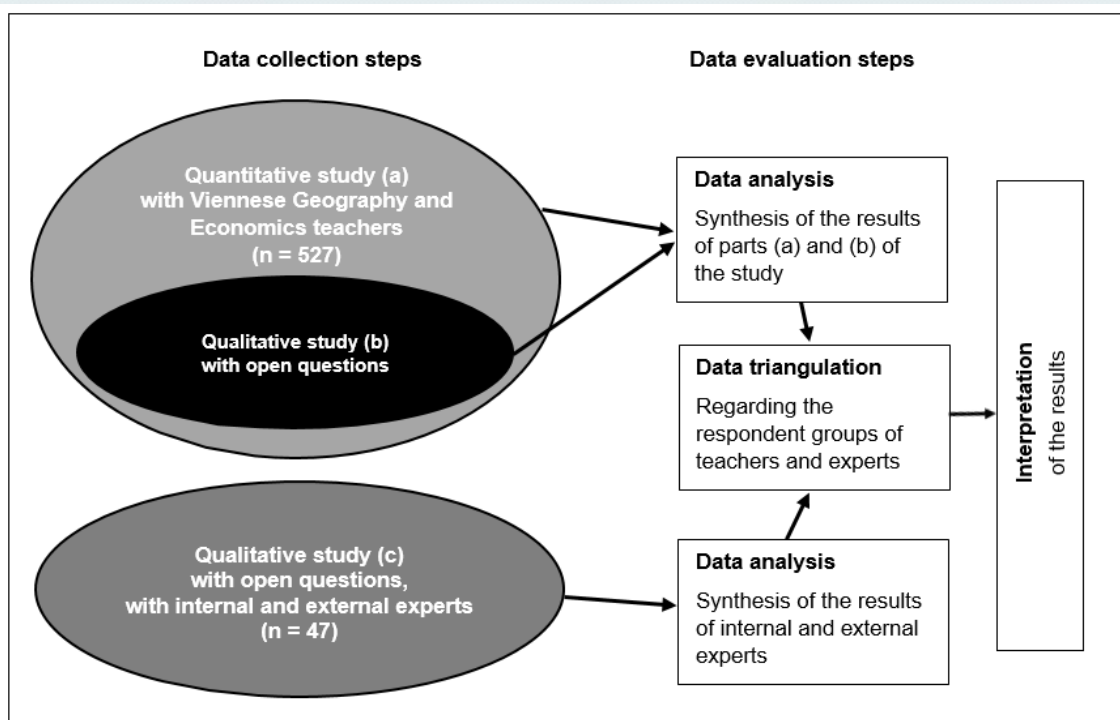 Data collection steps
Data evaluation steps
Quantitative study (a)
with Viennese Geography and
Economics teachers
(n = 527)
Qualitative study (b)
with open questions
Qualitative study (c)
with open questions,
with internal and external experts
(n = 47)
Data analysis
Synthesis of the results
of parts (a) and (b) of
the study
Data triangulation
Regarding the
respondent groups of
teachers and experts
Data analysis
Synthesis of the results
of internal and external
experts
Interpretation
of the results